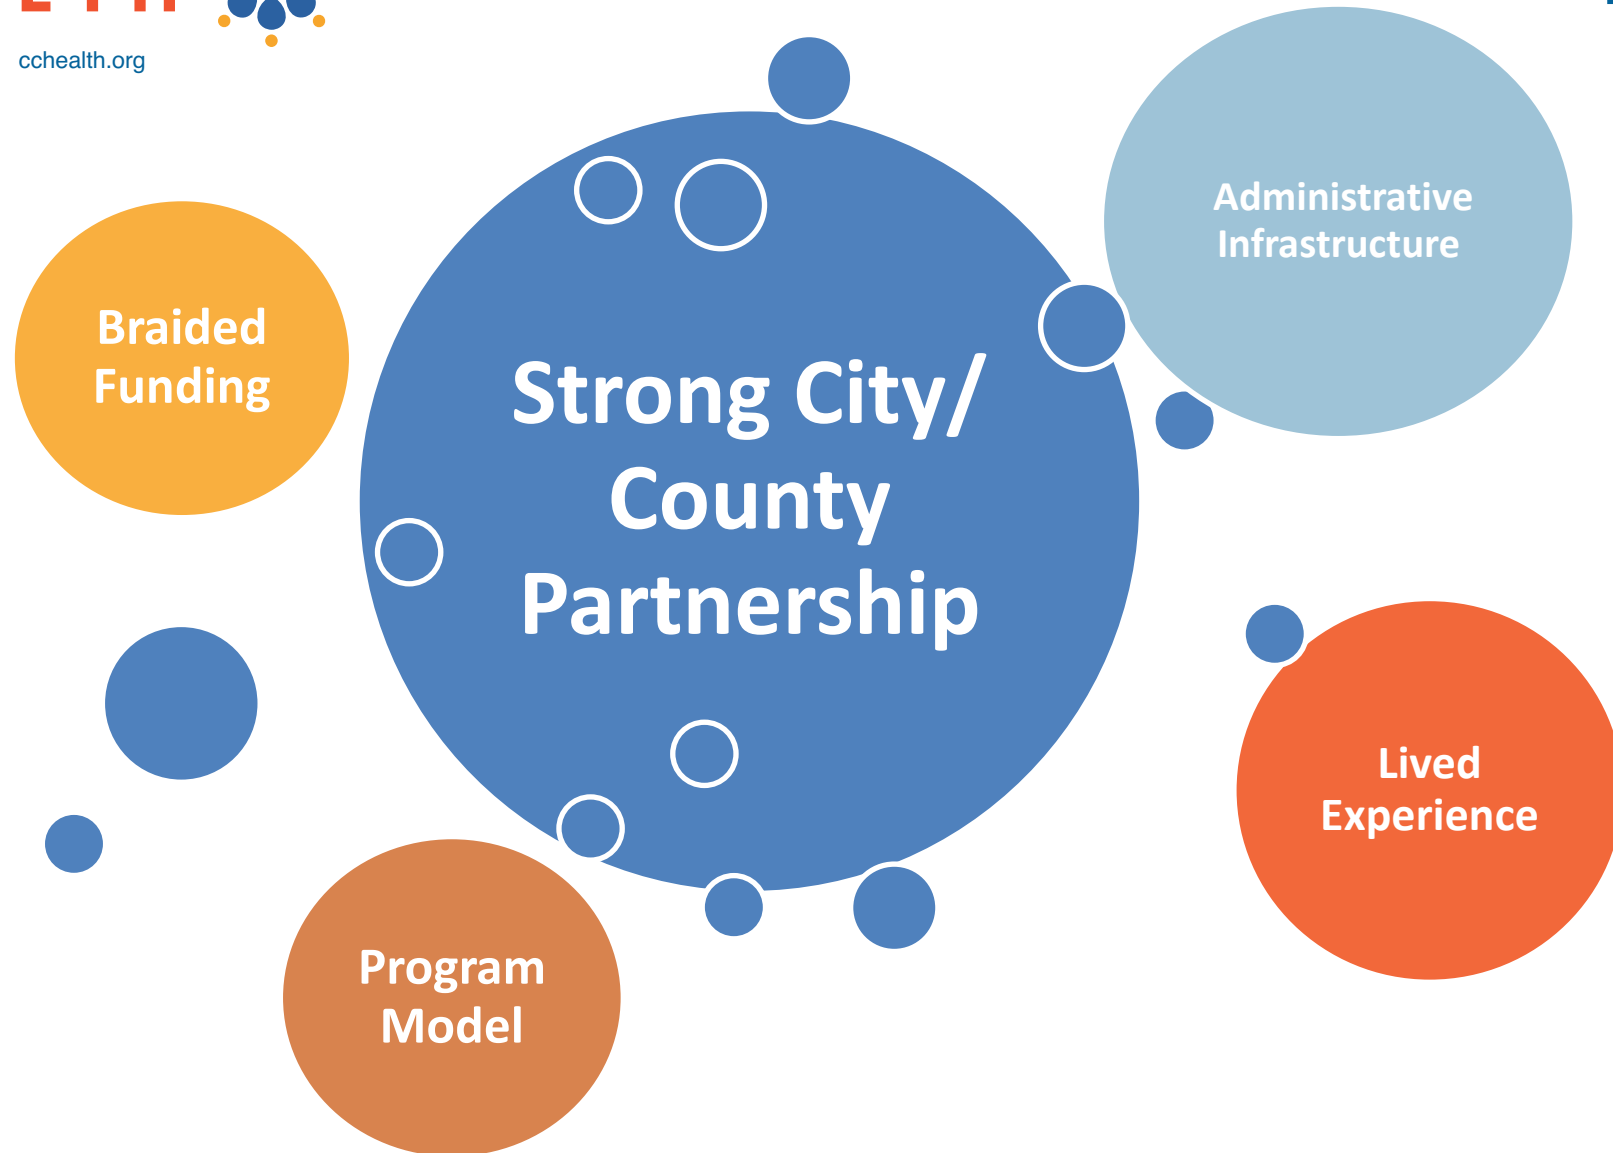 cchealth.org
Administrative
Infrastructure
Braided
Funding
Strong City/
County
Partnership
Lived
Experience
Program
Model